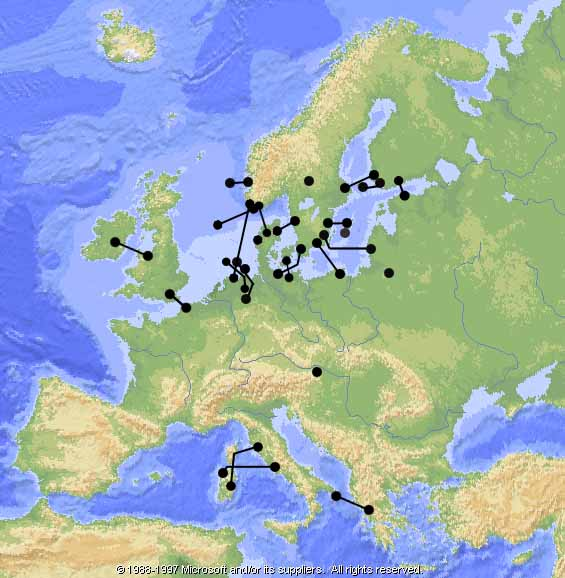 © 1988-1997 Microsoft and/or its suppliers. All rights reserved.